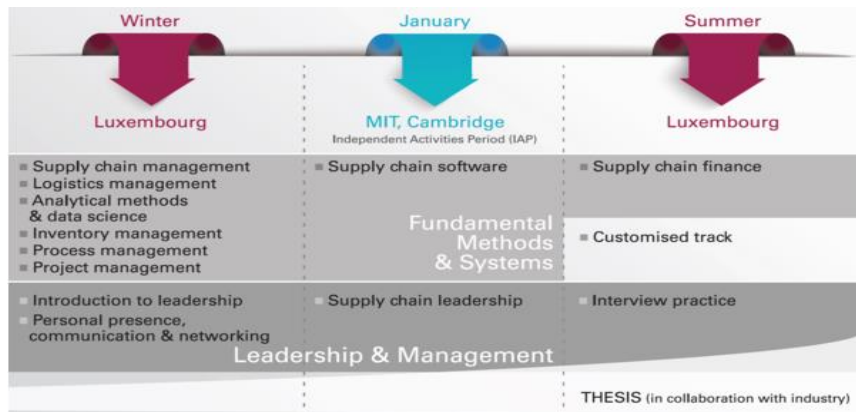 Winter
January
Summer
Luxembourg
MIT, Cambridge
Independent Activities Period (IAP)
Luxembourg
Supply chain management
Logistics management
Analytical methods
& data science
Inventory management
Process management
Project management
Supply chain software
Supply chain finance
Fundamental
Methods
& Systems
Customised track
Introduction to leadership
Personal presence,
communication & networking
Supply chain leadership
Interview practice
Leadership & Management
THESIS (in collaboration with industry)